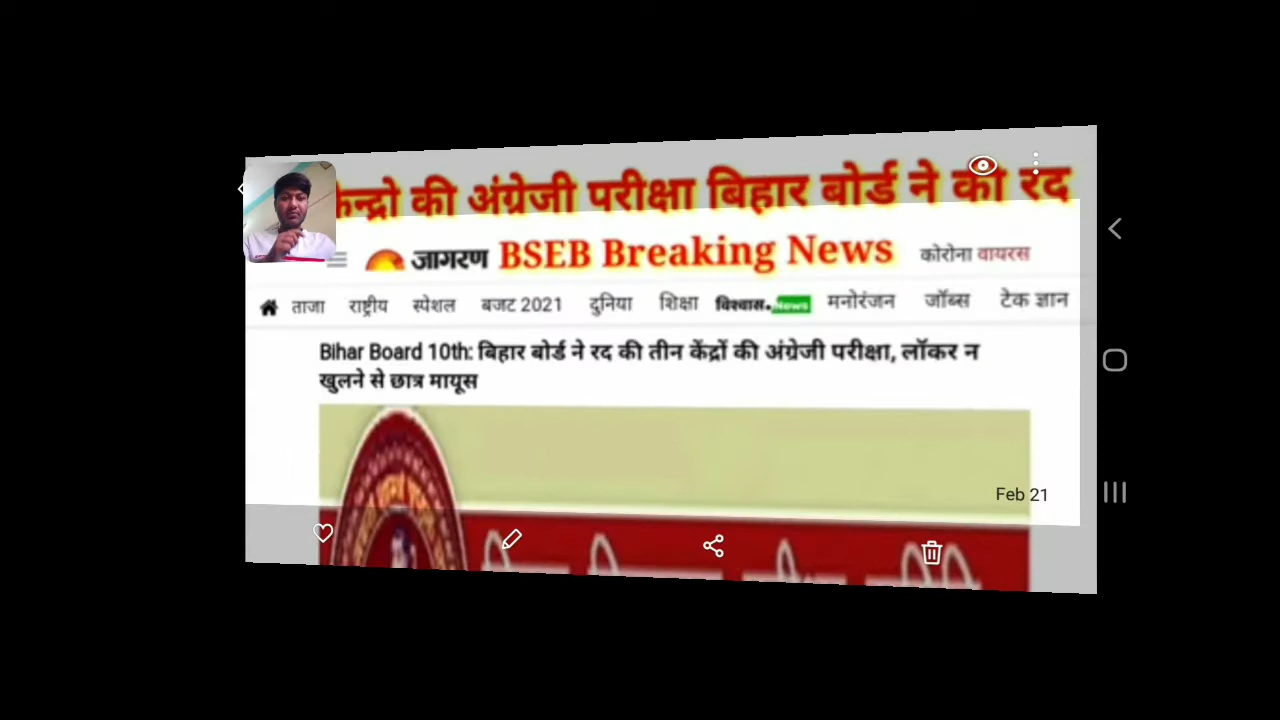 केन्द्रो की अंग्रेजी परीक्षा बिहार बोर्ड ने की रद
जागरण BSEB Breaking News कोरोना वायरस
ताजा राष्ट्रीय स्पेशल बजट 2021 दुनिया शिक्षा विश्वास.News मनोरंजन जॉब्स टेक ज्ञान
Bihar Board 10th: बिहार बोर्ड ने रद की तीन केंद्रों की अंग्रेजी परीक्षा, लॉकर न
खुलने से छात्र मायूस
Feb 21